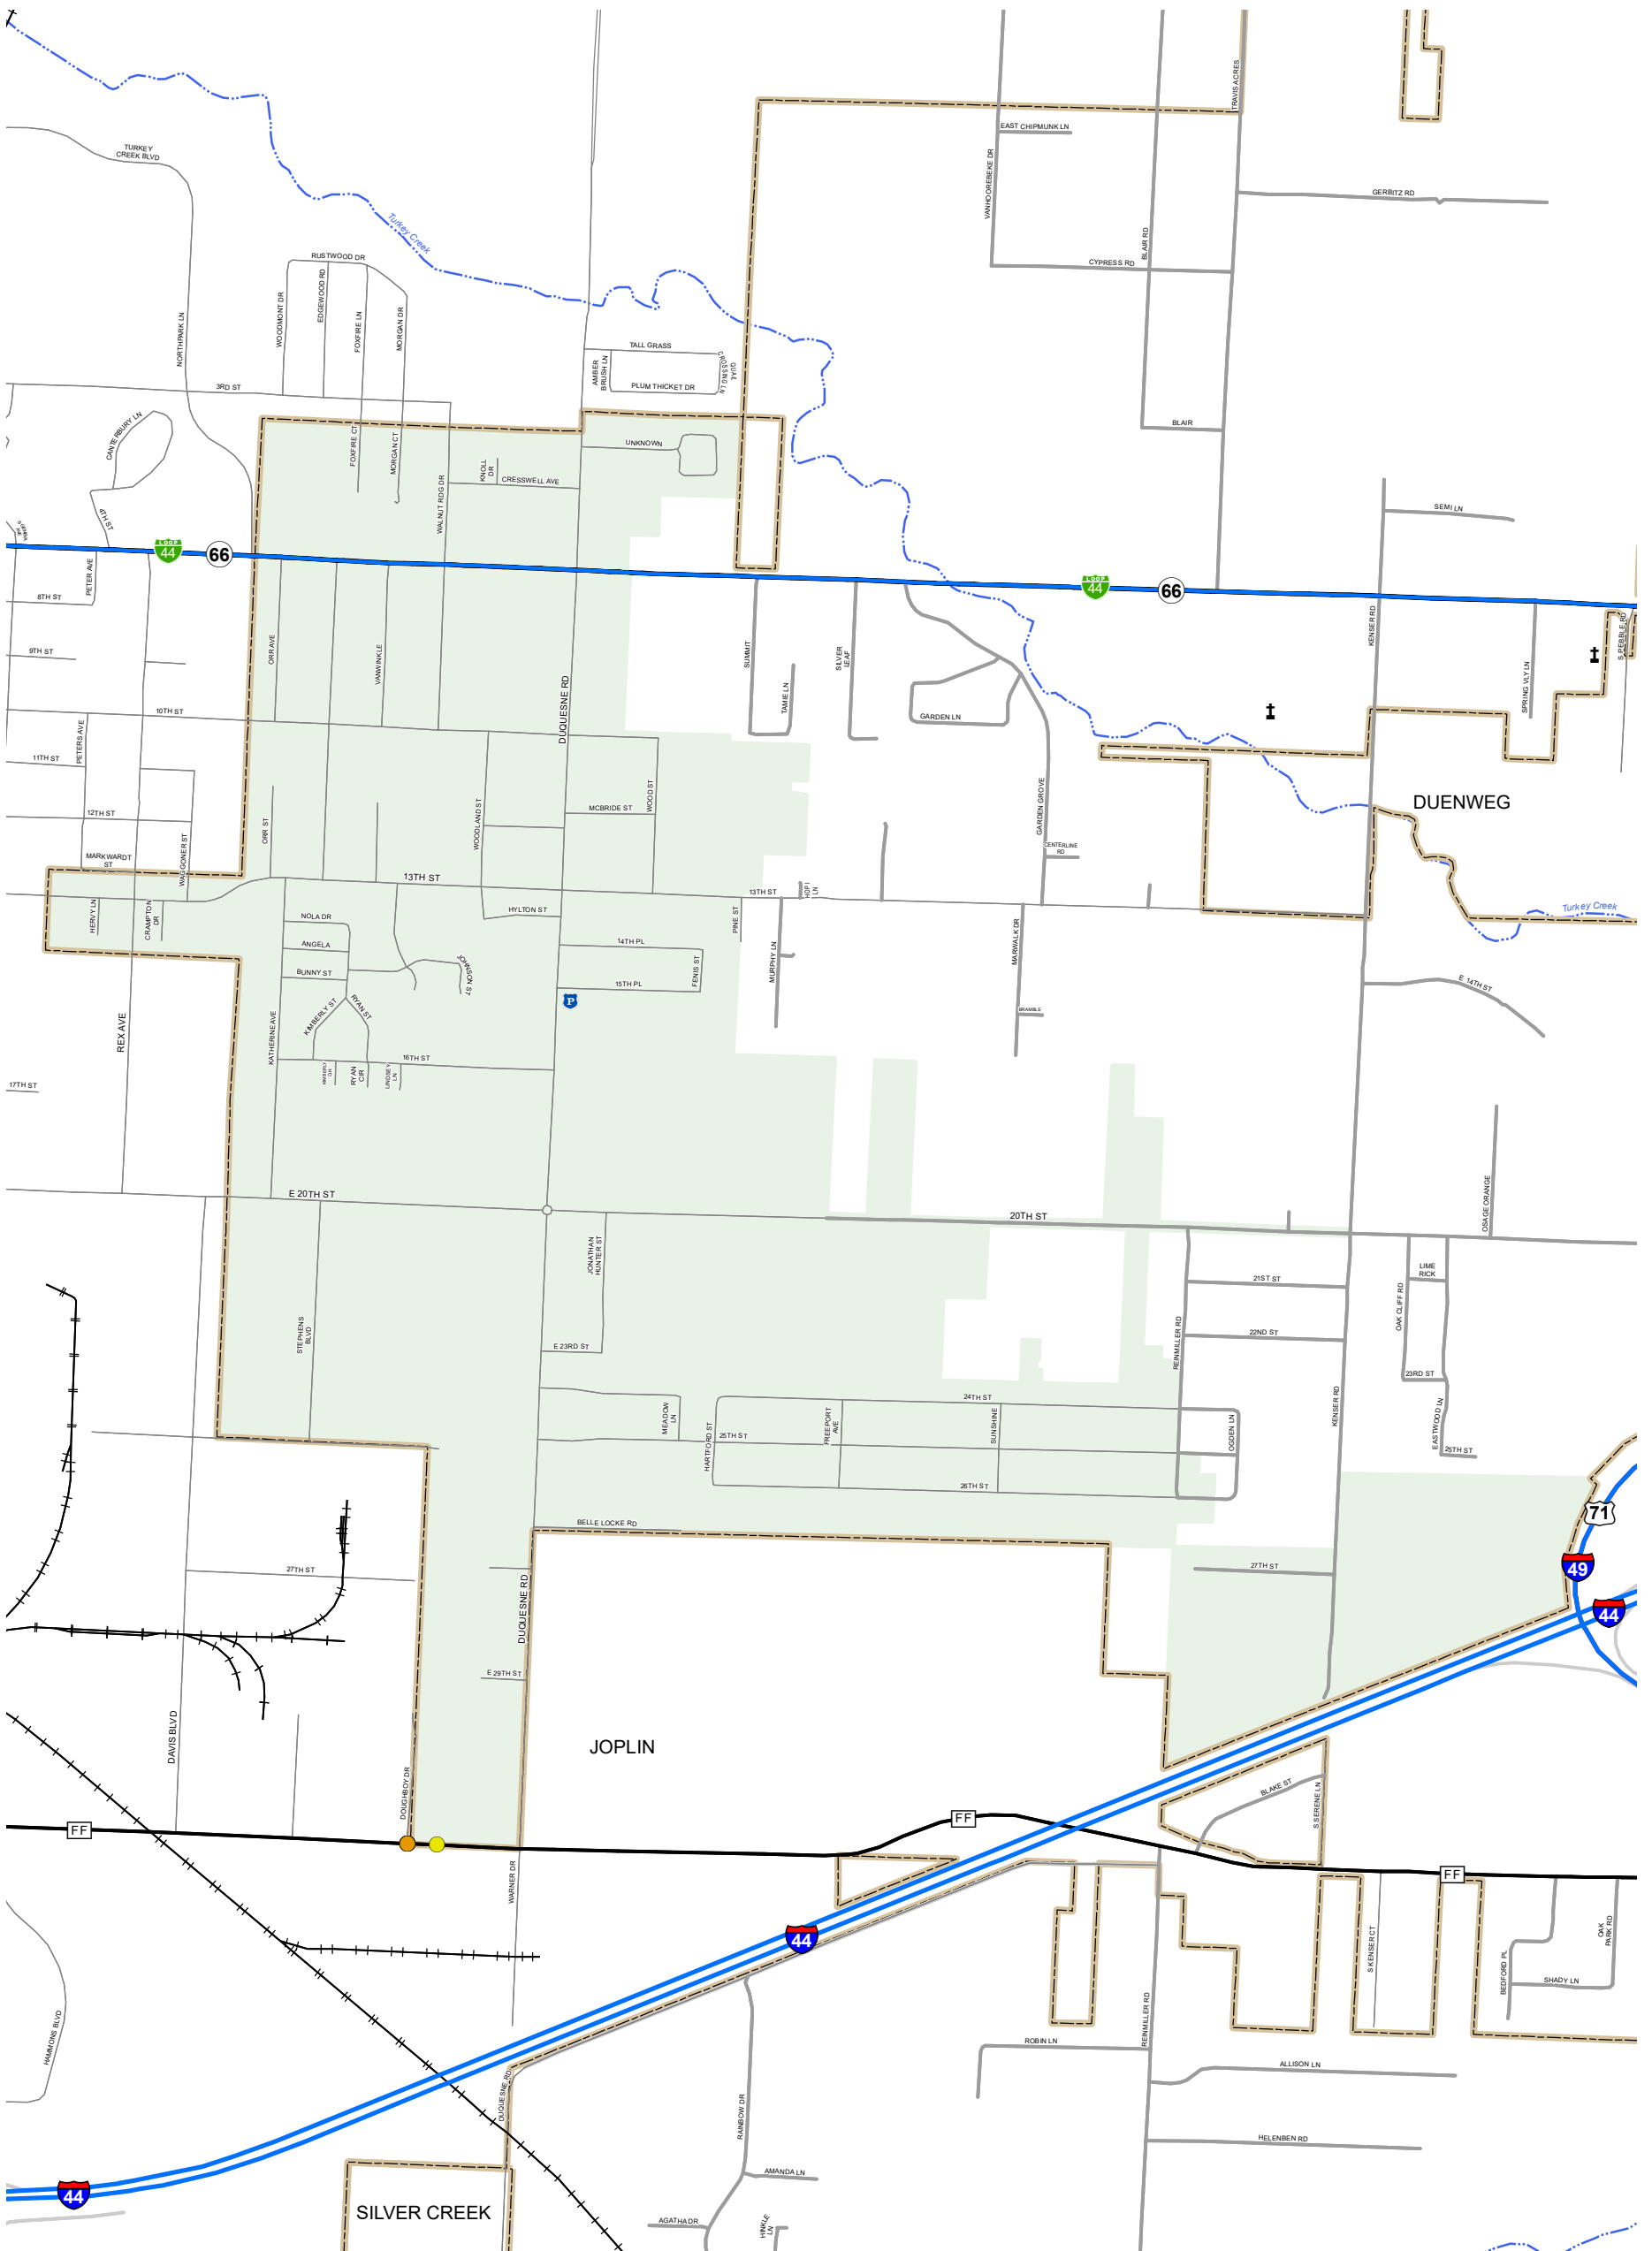 TRAVIS ACRES
EAST CHIPMUNK LN
TURKEY
CREEK BLVD
VANHOOREBEKE DR
GERBITZ RD
Turkey Creek
BLAIR RD
RUSTWOOD DR
CYPRESS RD
EDGEWOOD RD
WOODMONT DR
FOXFIRE LN
MORGAN DR
NORTHPARK LN
TALL GRASS
AMBER
BRUSH LN
QUAIL
CROSSING LN
PLUM THICKET DR
3RD ST
CANTERBURY LN
BLAIR
FOXFIRE CT
MORGAN CT
UNKNOWN
KNOLL
DR
CRESSWELL AVE
WALNUT RDG DR
4TH ST
SEMI LN
LOOP
44
66
PETER AVE
LOOP
44
66
8TH ST
KENSER RD
S PEBBLE RD
ORR AVE
VANWINKLE
9TH ST
SUMMIT
SILVER
LEAF
TAMIE LN
SPRING VLY LN
DUQUESNE RD
10TH ST
GARDEN LN
PETERS AVE
11TH ST
WOOD ST
MCBRIDE ST
DUENWEG
12TH ST
ORR ST
WOODLAND ST
GARDEN GROVE
CENTERLINE
RD
MARKWARDT
ST
WAGGONER ST
13TH ST
13TH ST
HOPI
LN
HERVY LN
CRAMPTON
DR
NOLA DR
HYLTON ST
PINE ST
Turkey Creek
ANGELA
14TH PL
MARWALK DR
MURPHY LN
BUNNY ST
JOHNSON ST
FENIS ST
15TH PL
E 14TH ST
P
KIMBERLY ST
RYAN ST
BRAMBLE
REX AVE
KATHERINE AVE
16TH ST
KIMBERLY
CIR
RYAN
CIR
LINDSEY
LN
17TH ST
E 20TH ST
20TH ST
OSAGE ORANGE
JONATHAN
HUNTER ST
LIME
RICK
21ST ST
OAK CLIFF RD
STEPHENS
BLVD
22ND ST
REINMILLER RD
E 23RD ST
23RD ST
24TH ST
KENSER RD
MEADOW
LN
HARTFORD ST
25TH ST
FREEPORT
AVE
SUNSHINE
OGDEN LN
EASTWOOD LN
25TH ST
26TH ST
71
BELLE LOCKE RD
27TH ST
27TH ST
49
44
DUQUESNE RD
E 29TH ST
DAVIS BLVD
JOPLIN
DOUGHBOY DR
BLAKE ST
S SERENE LN
FF
FF
FF
WARNER DR
44
S KENSER CT
OAK
PARK RD
BEDFORD PL
SHADY LN
HAMMONS BLVD
REINMILLER RD
ROBIN LN
ALLISON LN
DUQUESNE RD
RAINBOW DR
HELENBEN RD
AMANDA LN
44
SILVER CREEK
AGATHA DR
HINKLE
LN